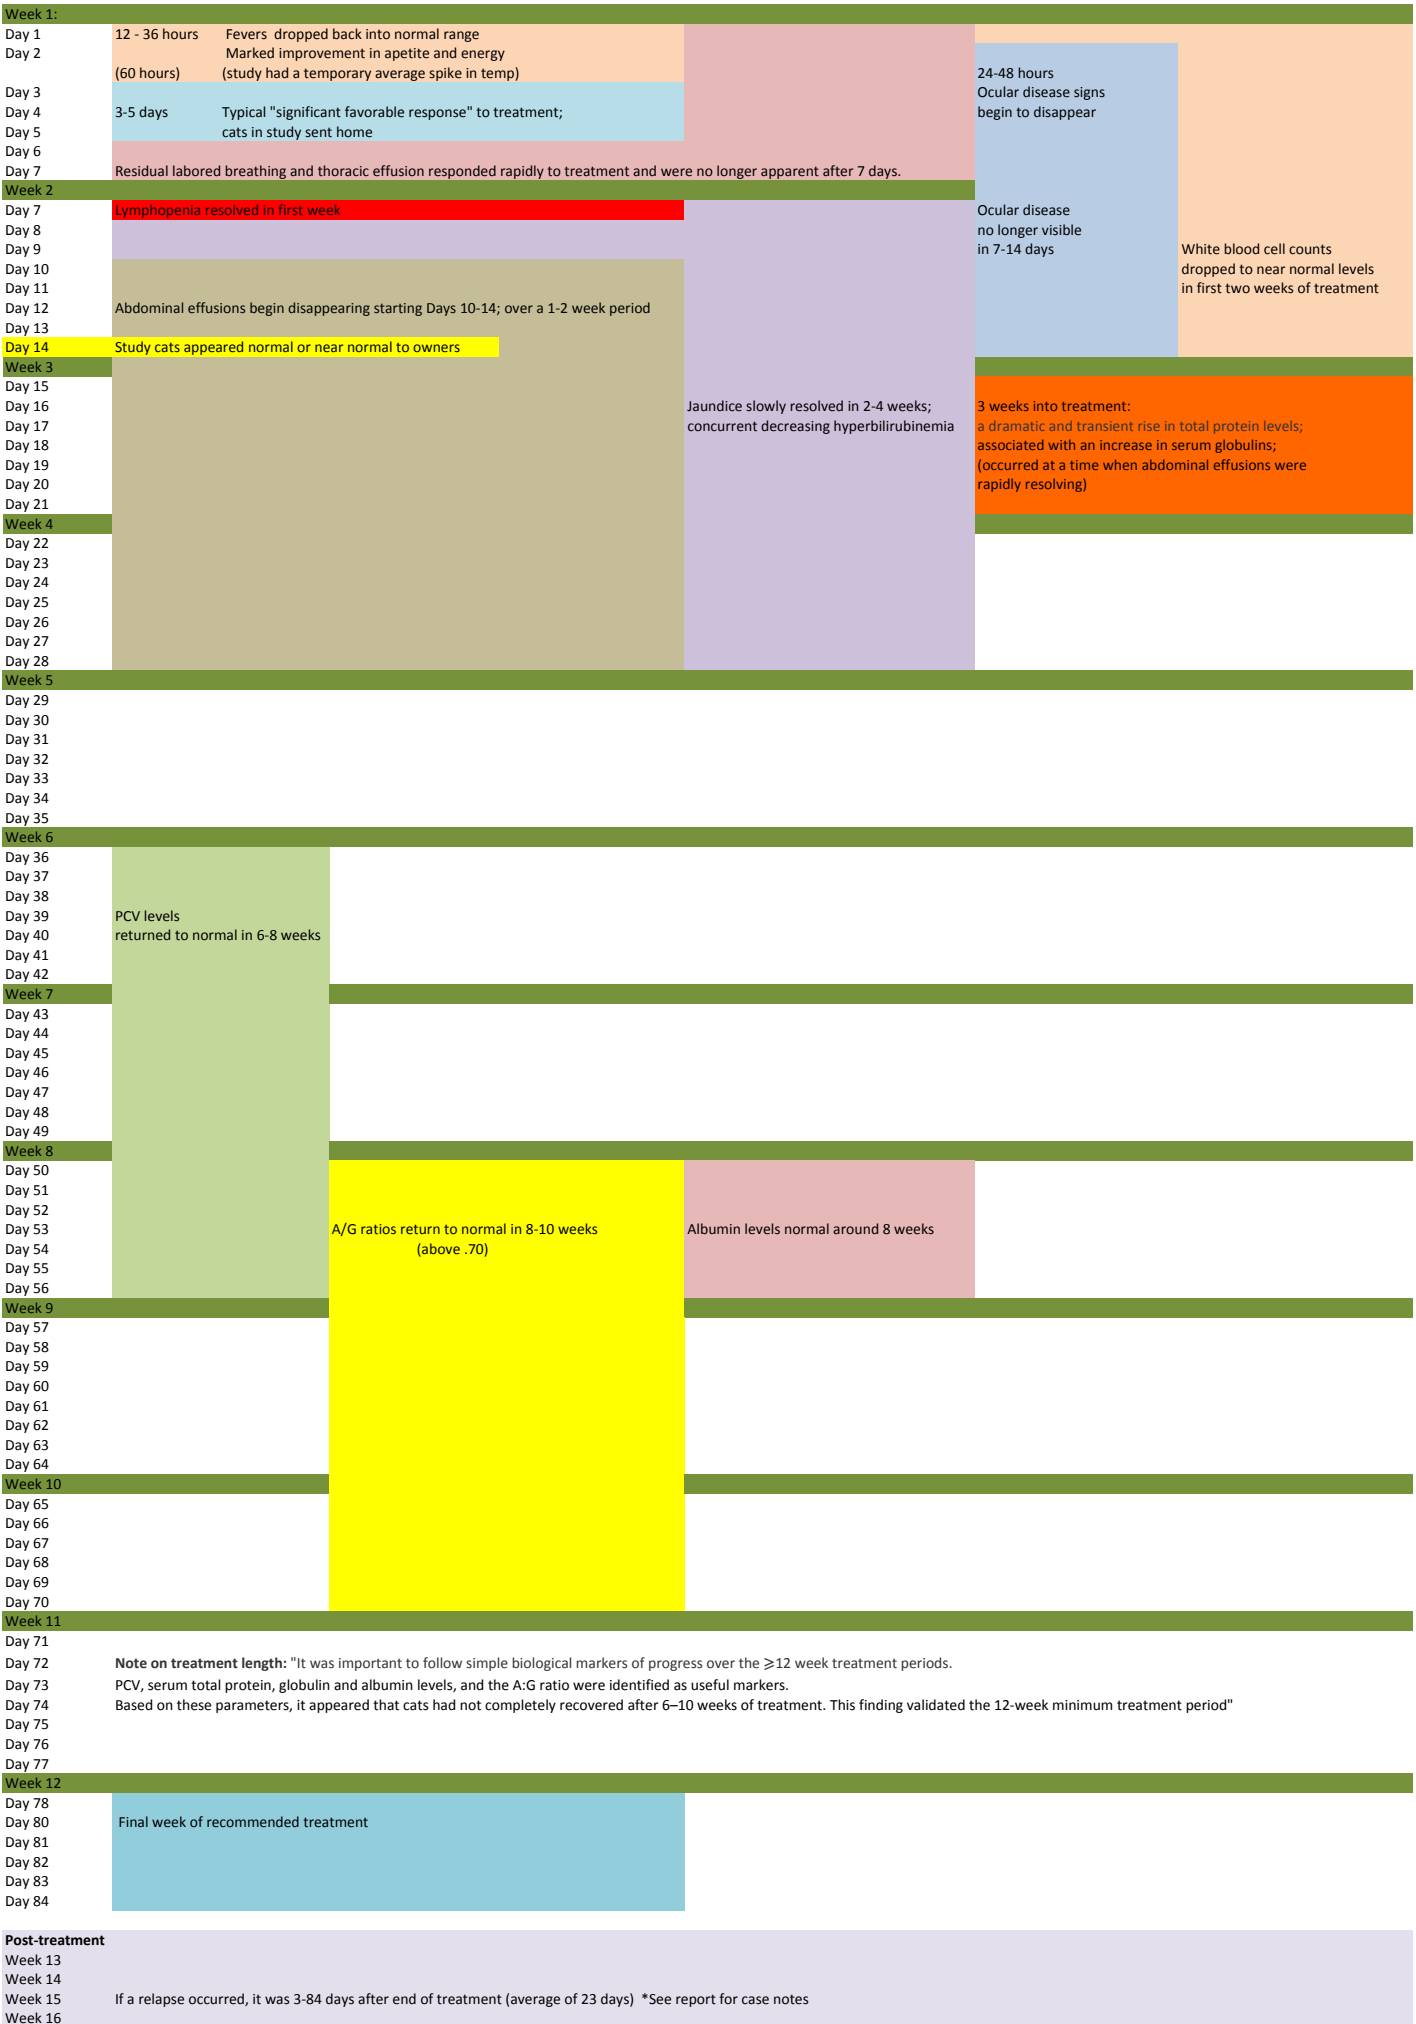 Week 1:
Day 1 12 - 36 hours Fevers dropped back into normal range
Day 2 Marked improvement in apetite and energy
(60 hours) (study had a temporary average spike in temp) 24-48 hours
Day 3 Ocular disease signs
Day 4 3-5 days Typical "significant favorable response" to treatment; begin to disappear
Day 5 cats in study sent home
Day 6
Day 7 Residual labored breathing and thoracic effusion responded rapidly to treatment and were no longer apparent after 7 days.
Week 2
Day 7 Lymphopenia resolved in first week Ocular disease
Day 8 no longer visible
Day 9 in 7-14 days White blood cell counts
Day 10 dropped to near normal levels
Day 11 in first two weeks of treatment
Day 12 Abdominal effusions begin disappearing starting Days 10-14; over a 1-2 week period
Day 13
Day 14 Study cats appeared normal or near normal to owners
Week 3
Day 15
Day 16 Jaundice slowly resolved in 2-4 weeks; 3 weeks into treatment:
Day 17 concurrent decreasing hyperbilirubinemia a dramatic and transient rise in total protein levels;
Day 18 associated with an increase in serum globulins;
Day 19 (occurred at a time when abdominal effusions were
Day 20 rapidly resolving)
Day 21
Week 4
Day 22
Day 23
Day 24
Day 25
Day 26
Day 27
Day 28
Week 5
Day 29
Day 30
Day 31
Day 32
Day 33
Day 34
Day 35
Week 6
Day 36
Day 37
Day 38
Day 39 PCV levels
Day 40 returned to normal in 6-8 weeks
Day 41
Day 42
Week 7
Day 43
Day 44
Day 45
Day 46
Day 47
Day 48
Day 49
Week 8
Day 50
Day 51
Day 52
Day 53 A/G ratios return to normal in 8-10 weeks Albumin levels normal around 8 weeks
Day 54 (above .70)
Day 55
Day 56
Week 9
Day 57
Day 58
Day 59
Day 60
Day 61
Day 62
Day 63
Day 64
Week 10
Day 65
Day 66
Day 67
Day 68
Day 69
Day 70
Week 11
Day 71
Day 72 Note on treatment length: "It was important to follow simple biological markers of progress over the ⩾12 week treatment periods.
Day 73 PCV, serum total protein, globulin and albumin levels, and the A:G ratio were identified as useful markers.
Day 74 Based on these parameters, it appeared that cats had not completely recovered after 6–10 weeks of treatment. This finding validated the 12-week minimum treatment period"
Day 75
Day 76
Day 77
Week 12
Day 78
Day 80 Final week of recommended treatment
Day 81
Day 82
Day 83
Day 84
Post-treatment
Week 13
Week 14
Week 15 If a relapse occurred, it was 3-84 days after end of treatment (average of 23 days) *See report for case notes
Week 16